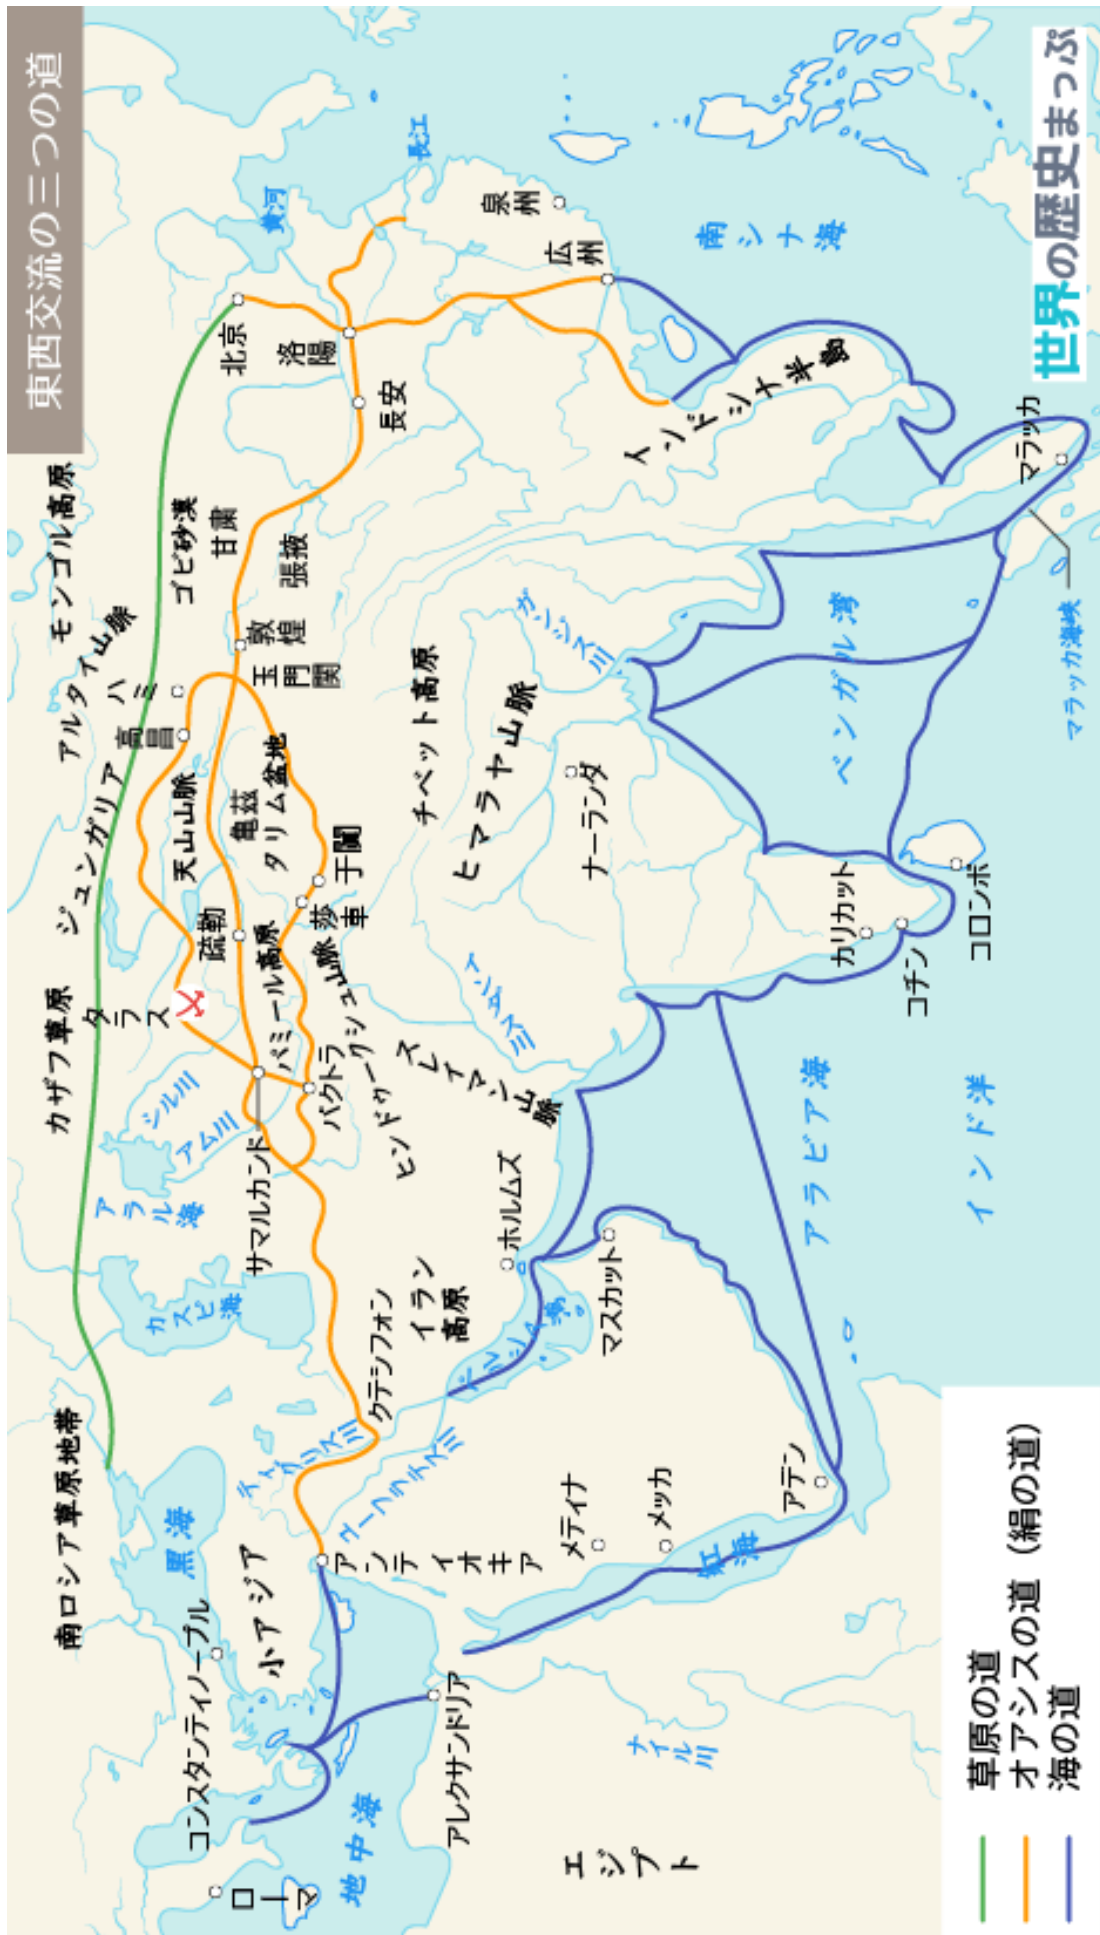 東西交流の三つの道
モンゴル高原
アルタイ山脈
ジュンガリア
カザフ草原
南ロシア草原地帯
ゴビ砂漠
甘粛
張掖
敦煌
玉門関
ハミ
高昌
天山山脈
亀茲
タリム盆地
于闐
莎車
疏勒
タラス
パミール高原
バクトラ
ヒンドゥークシュ山脈
スレイマン山脈
サマルカンド
シル川
アム川
アラル海
カスピ海
黒海
小アジア
コンスタンティノープル
ローマ
地中海
アレクサンドリア
エジプト
ナイル川
アンティオキア
ティグリス川
ユーフラテス川
クテシフォン
イラン高原
ペルシア湾
ホルムズ
マスカット
メディナ
メッカ
紅海
アデン
アラビア海
インド洋
インダス川
チベット高原
ヒマラヤ山脈
ガンジス川
ナーランダ
カリカット
コチン
コロンボ
ベンガル湾
マラッカ海峡
マラッカ
インドシナ半島
南シナ海
広州
泉州
長江
黄河
北京
洛陽
長安
草原の道
オアシスの道（絹の道）
海の道
世界の歴史まっぷ